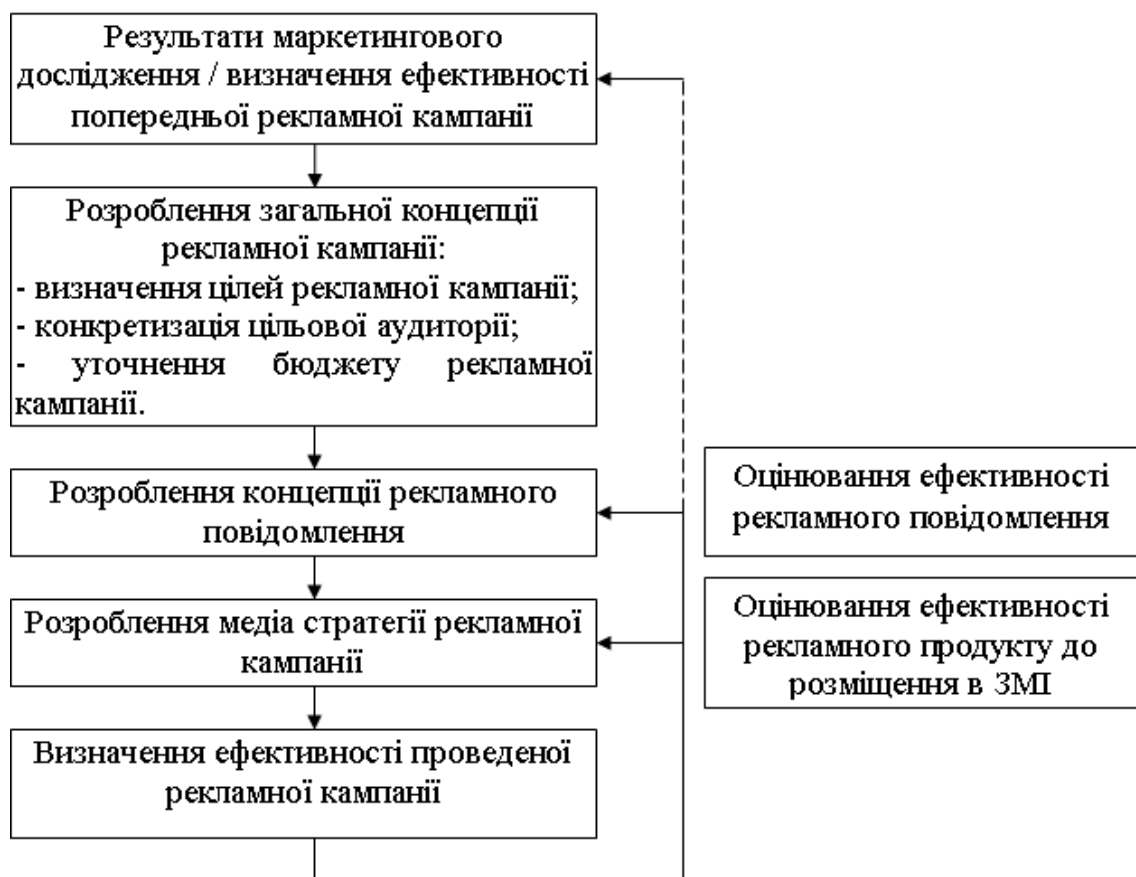 Результати маркетингового
дослідження / визначення ефективності
попередньої рекламної кампанії
Розроблення загальної концепції
рекламної кампанії:
- визначення цілей рекламної кампанії;
- конкретизація цільової аудиторії;
- уточнення бюджету рекламної
кампанії.
Розроблення концепції рекламного
повідомлення
Оцінювання ефективності
рекламного повідомлення
Розроблення медіа стратегії рекламної
кампанії
Оцінювання ефективності
рекламного продукту до
розміщення в ЗМІ
Визначення ефективності проведеної
рекламної кампанії